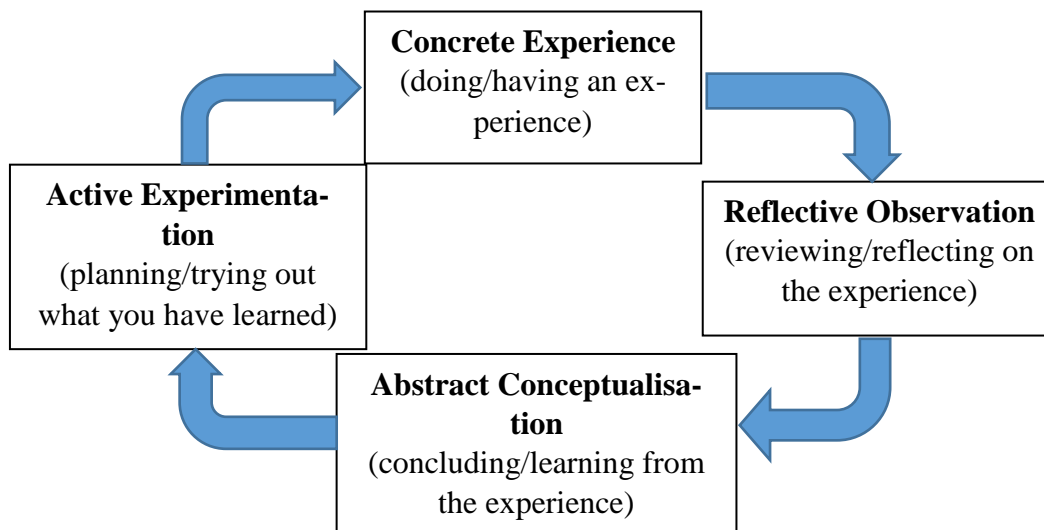 Concrete Experience
(doing/having an ex-
perience)
Reflective Observation
(reviewing/reflecting on
the experience)
Abstract Conceptualisa-
tion
(concluding/learning from
the experience)
Active Experimenta-
tion
(planning/trying out
what you have learned)